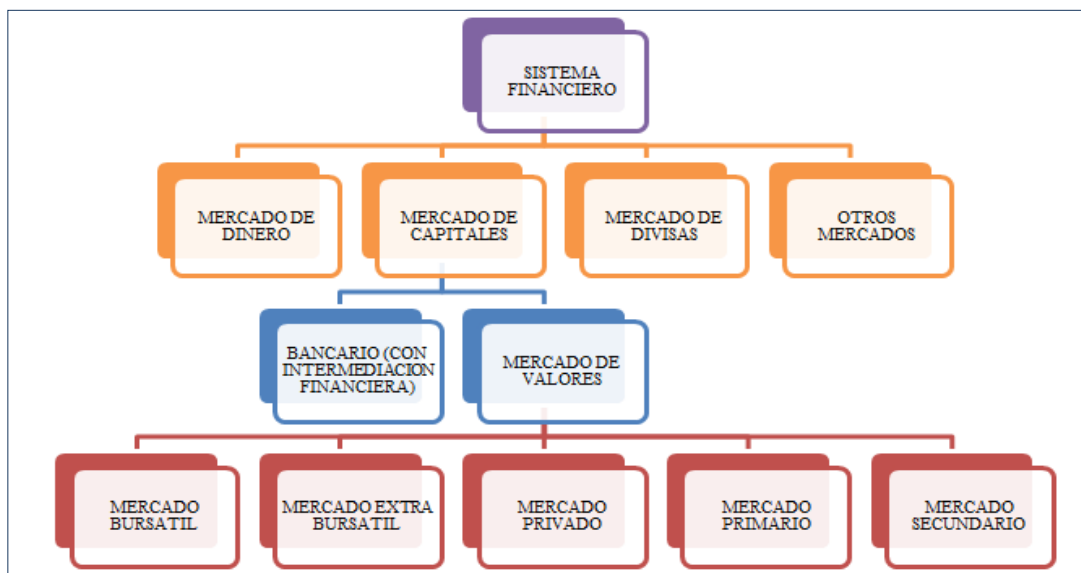 SISTEMA
FINANCIERO
MERCADO DE
DINERO
MERCADO DE
CAPITALES
MERCADO DE
DIVISAS
OTROS
MERCADOS
BANCARIO (CON
INTERMEDIACION
FINANCIERA)
MERCADO DE
VALORES
MERCADO
BURSATIL
MERCADO EXTRA
BURSATIL
MERCADO
PRIVADO
MERCADO
PRIMARIO
MERCADO
SECUNDARIO